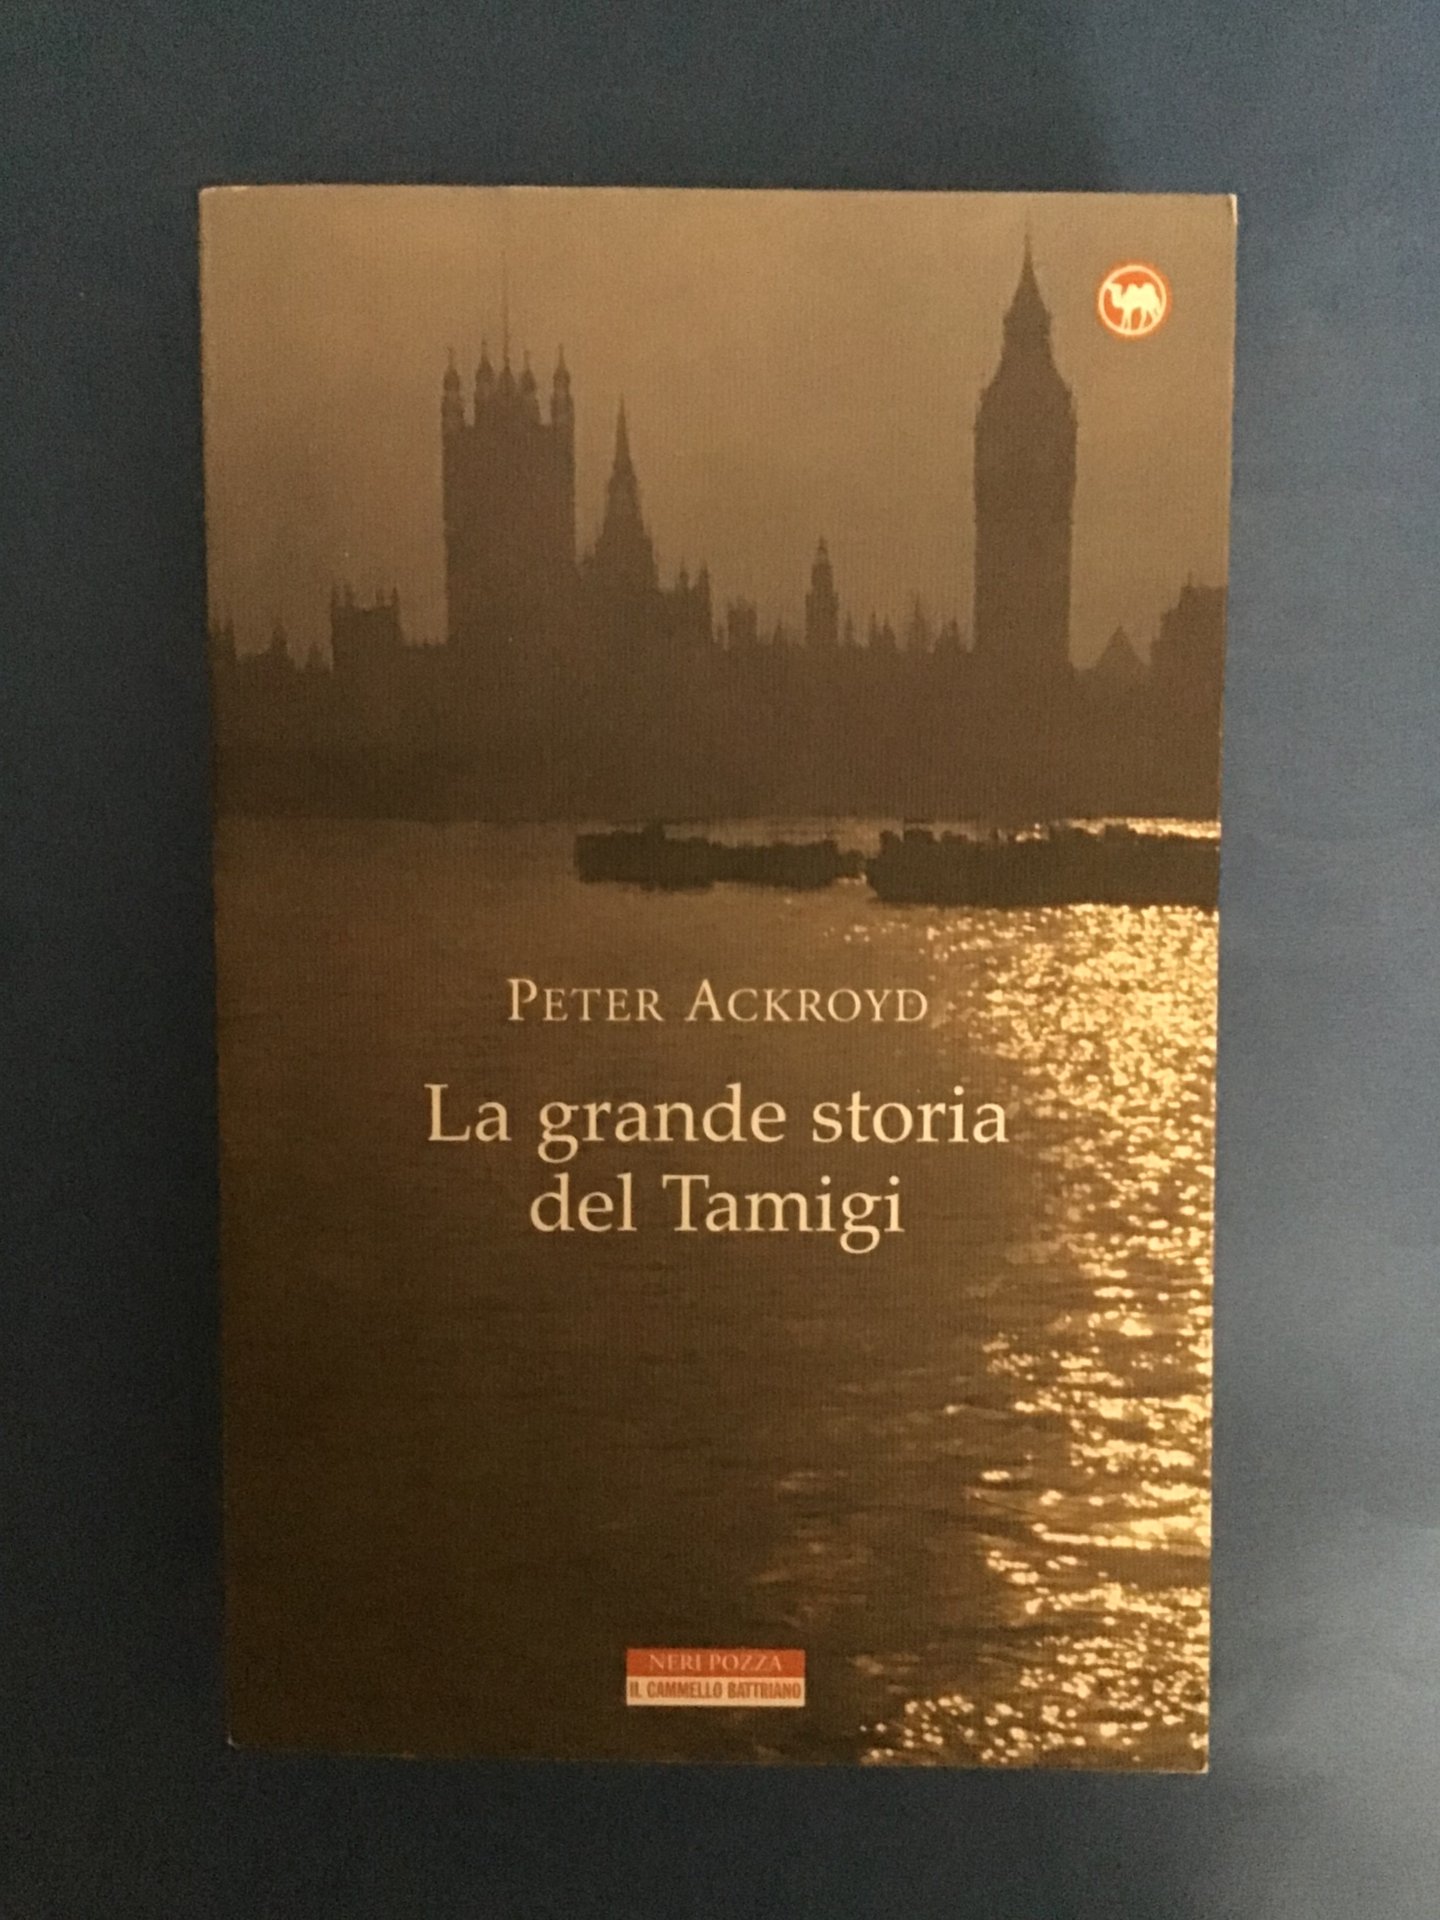 PETER ACKROYD
La grande storia
del Tamigi
NERI POZZA
IL CAMMELLO BATTRIANO